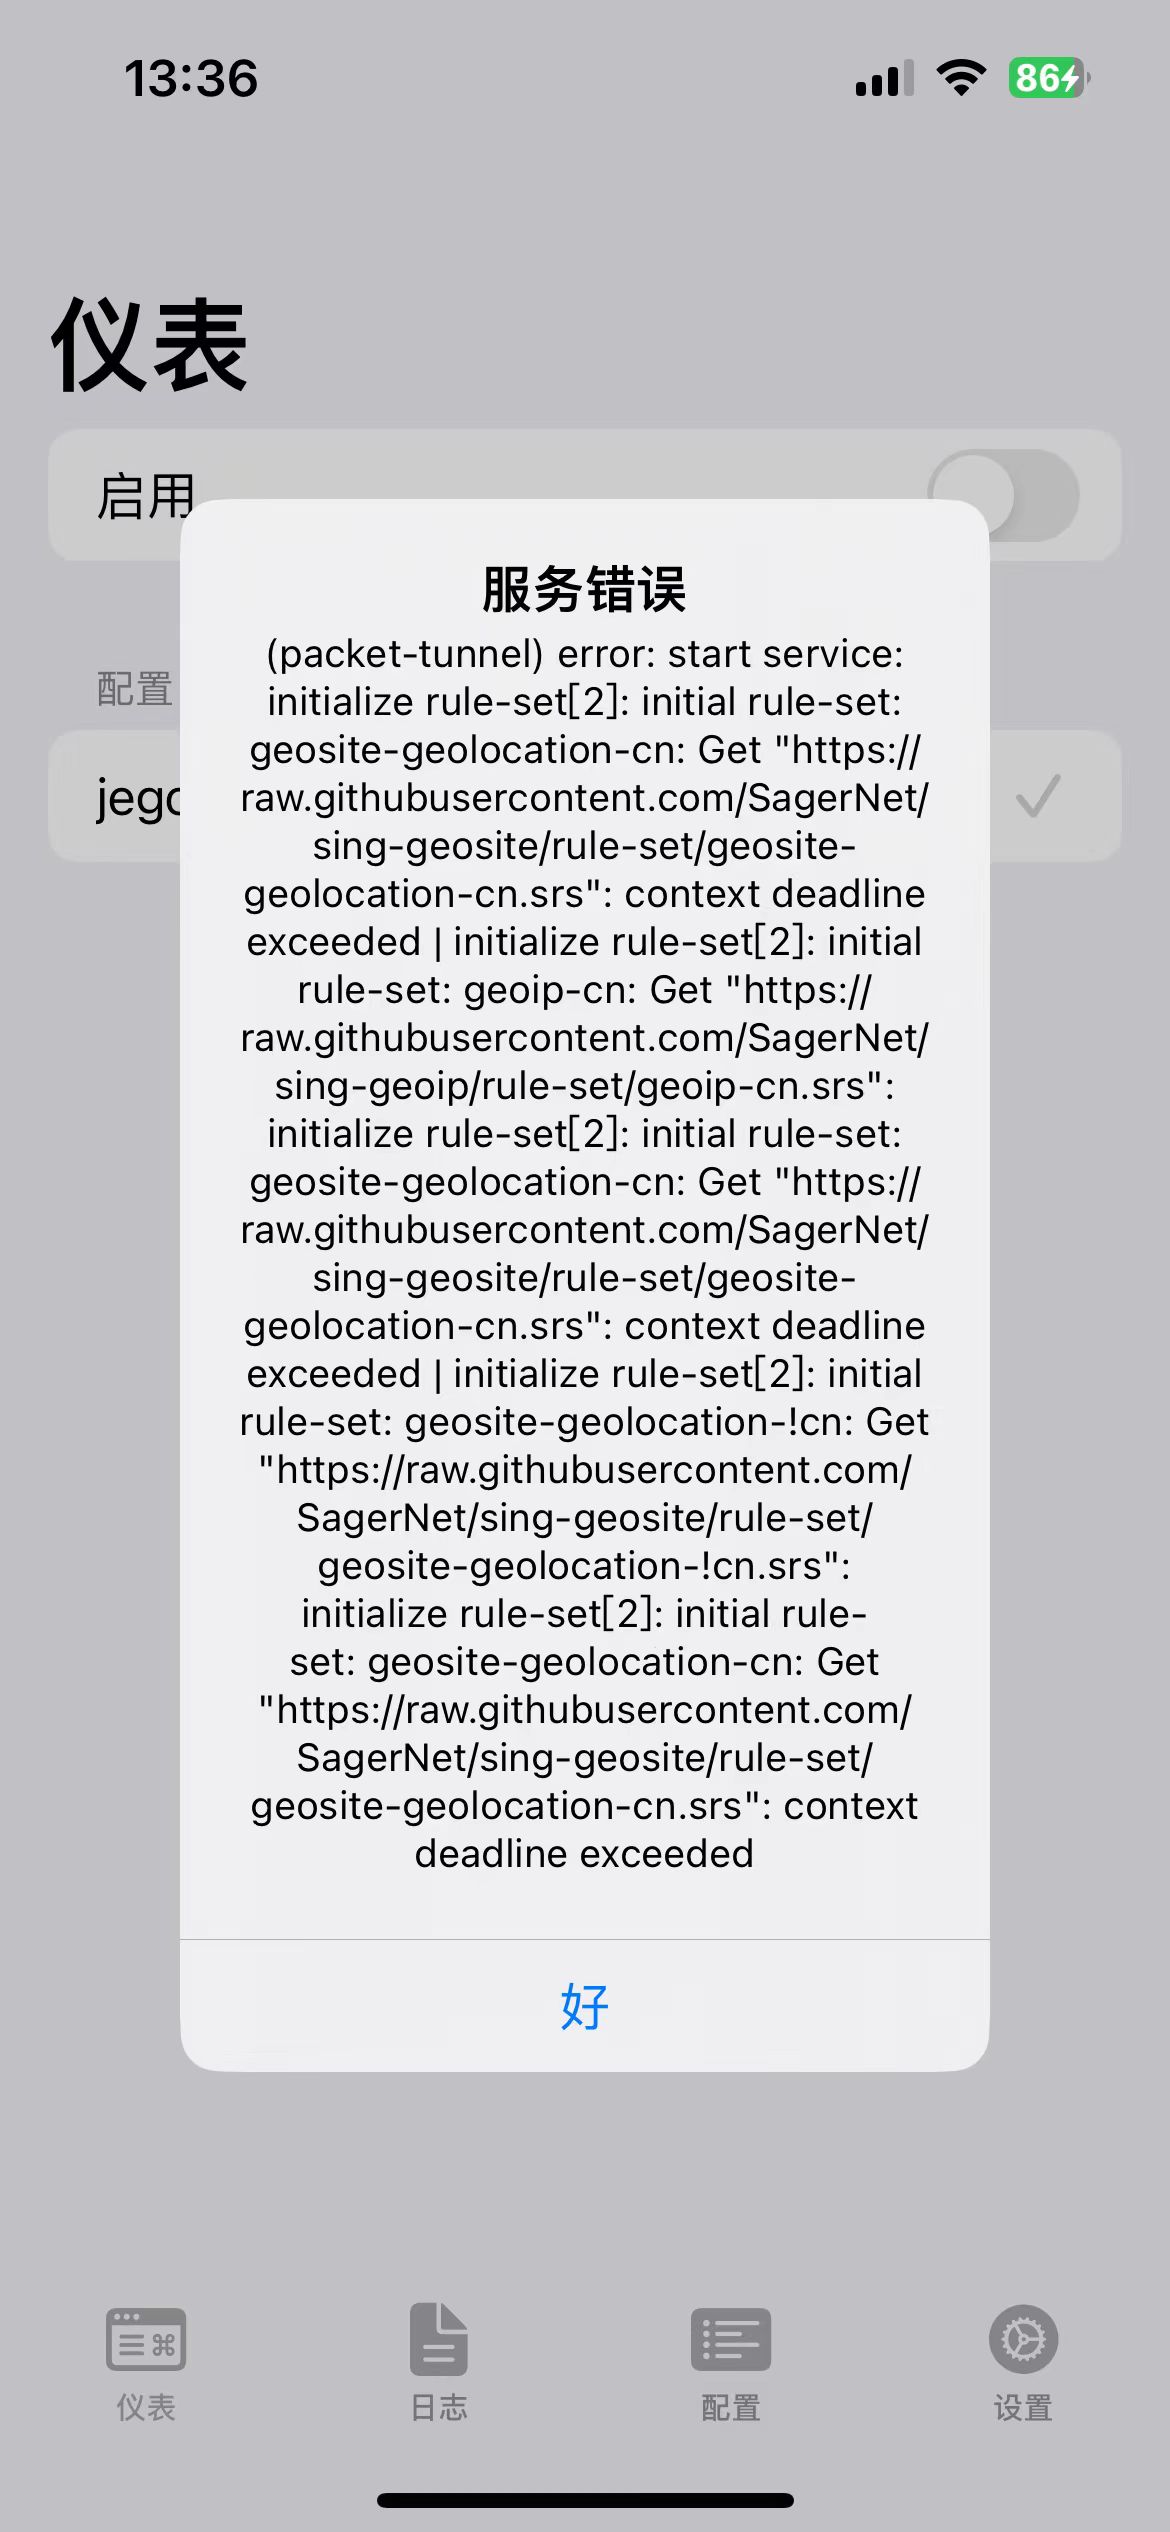 13:36
86
仪表
启用
服务错误
(packet-tunnel) error: start service:
initialize rule-set[2]: initial rule-set:
geosite-geolocation-cn: Get "https://
raw.githubusercontent.com/SagerNet/
sing-geosite/rule-set/geosite-
geolocation-cn.srs": context deadline
exceeded | initialize rule-set[2]: initial
rule-set: geoip-cn: Get "https://
raw.githubusercontent.com/SagerNet/
sing-geoip/rule-set/geoip-cn.srs":
initialize rule-set[2]: initial rule-set:
geosite-geolocation-cn: Get "https://
raw.githubusercontent.com/SagerNet/
sing-geosite/rule-set/geosite-
geolocation-cn.srs": context deadline
exceeded | initialize rule-set[2]: initial
rule-set: geosite-geolocation-!cn: Get
"https://raw.githubusercontent.com/
SagerNet/sing-geosite/rule-set/
geosite-geolocation-!cn.srs":
initialize rule-set[2]: initial rule-
set: geosite-geolocation-cn: Get
"https://raw.githubusercontent.com/
SagerNet/sing-geosite/rule-set/
geosite-geolocation-cn.srs": context
deadline exceeded
好
配置
仪表
日志
配置
设置